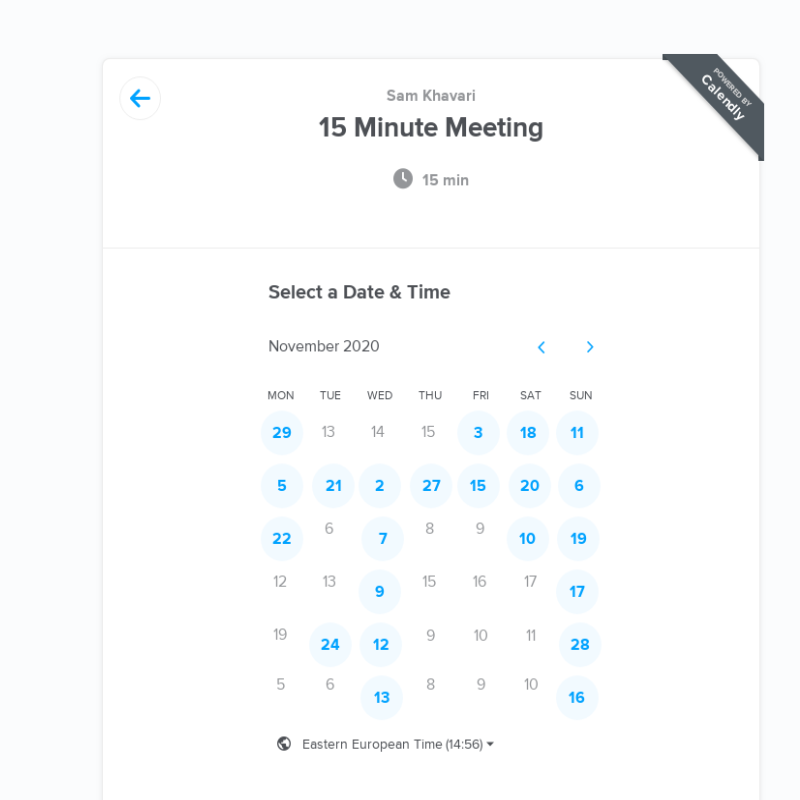 POWERED BY
Calendly
Sam Khavari
15 Minute Meeting
15 min
Select a Date & Time
November 2020
MON TUE WED THU FRI SAT SUN
29 13 14 15 3 18 11
5 21 2 27 15 20 6
22 6 7 8 9 10 19
12 13 9 15 16 17 17
19 24 12 9 10 11 28
5 6 13 8 9 10 16
Eastern European Time (14:56)